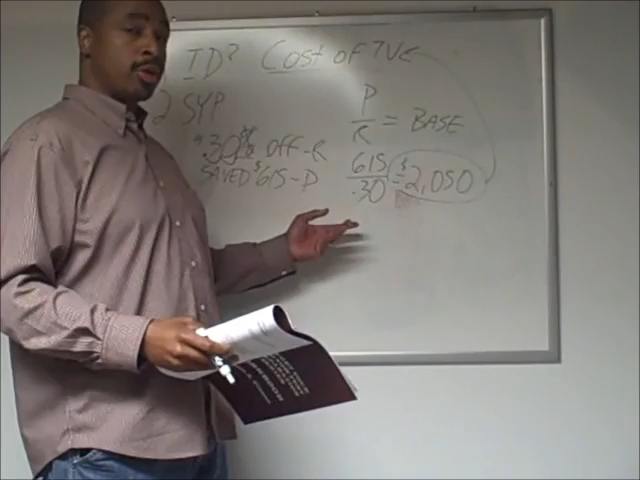 ID? Cost of TV
2 SYP
.30 off - R
SAVED $615 - P
P
R = BASE
615
.30 = $2,050